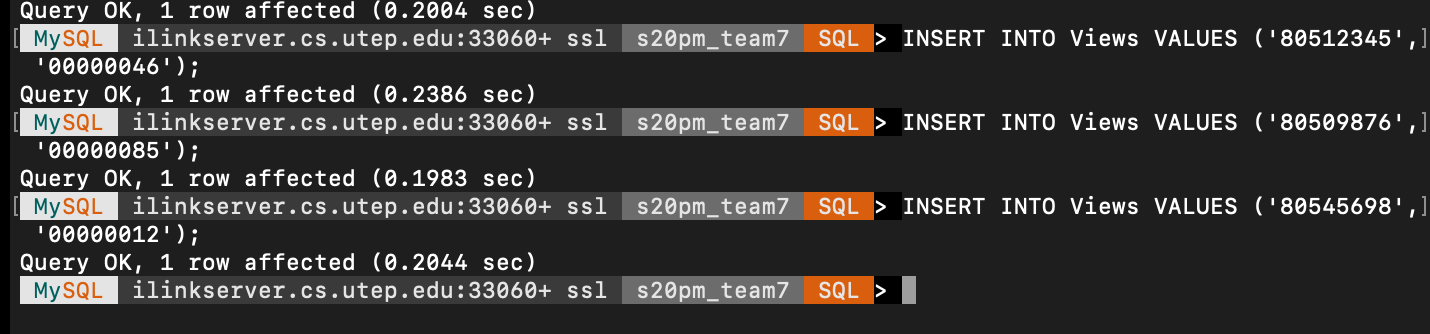 Query OK, 1 row affected (0.2004 sec)
[ MySQL  ilinkserver.cs.utep.edu:33060+ ssl  s20pm_team7  SQL > INSERT INTO Views VALUES ('80512345',]
'00000046');
Query OK, 1 row affected (0.2386 sec)
[ MySQL  ilinkserver.cs.utep.edu:33060+ ssl  s20pm_team7  SQL > INSERT INTO Views VALUES ('80509876',]
'00000085');
Query OK, 1 row affected (0.1983 sec)
[ MySQL  ilinkserver.cs.utep.edu:33060+ ssl  s20pm_team7  SQL > INSERT INTO Views VALUES ('80545698',]
'00000012');
Query OK, 1 row affected (0.2044 sec)
MySQL  ilinkserver.cs.utep.edu:33060+ ssl  s20pm_team7  SQL >